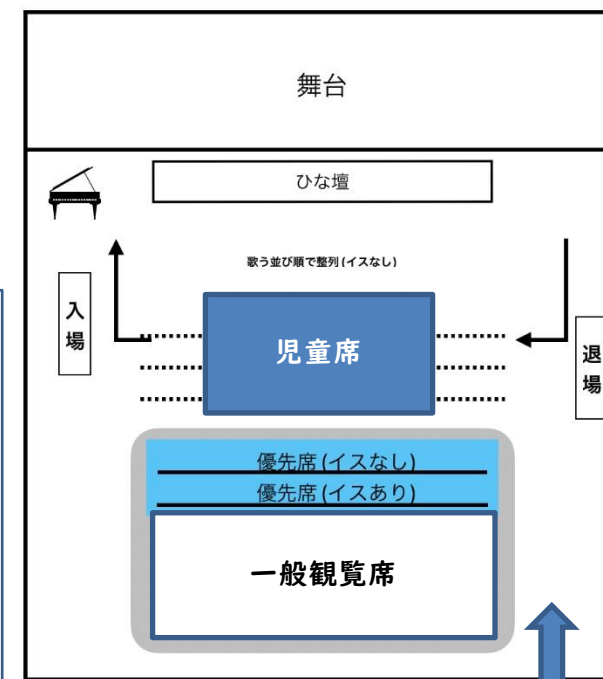 舞台
ひな壇
歌う並び順で整列(イスなし)
入場
児童席
退場
優先席(イスなし)
優先席(イスあり)
一般観覧席